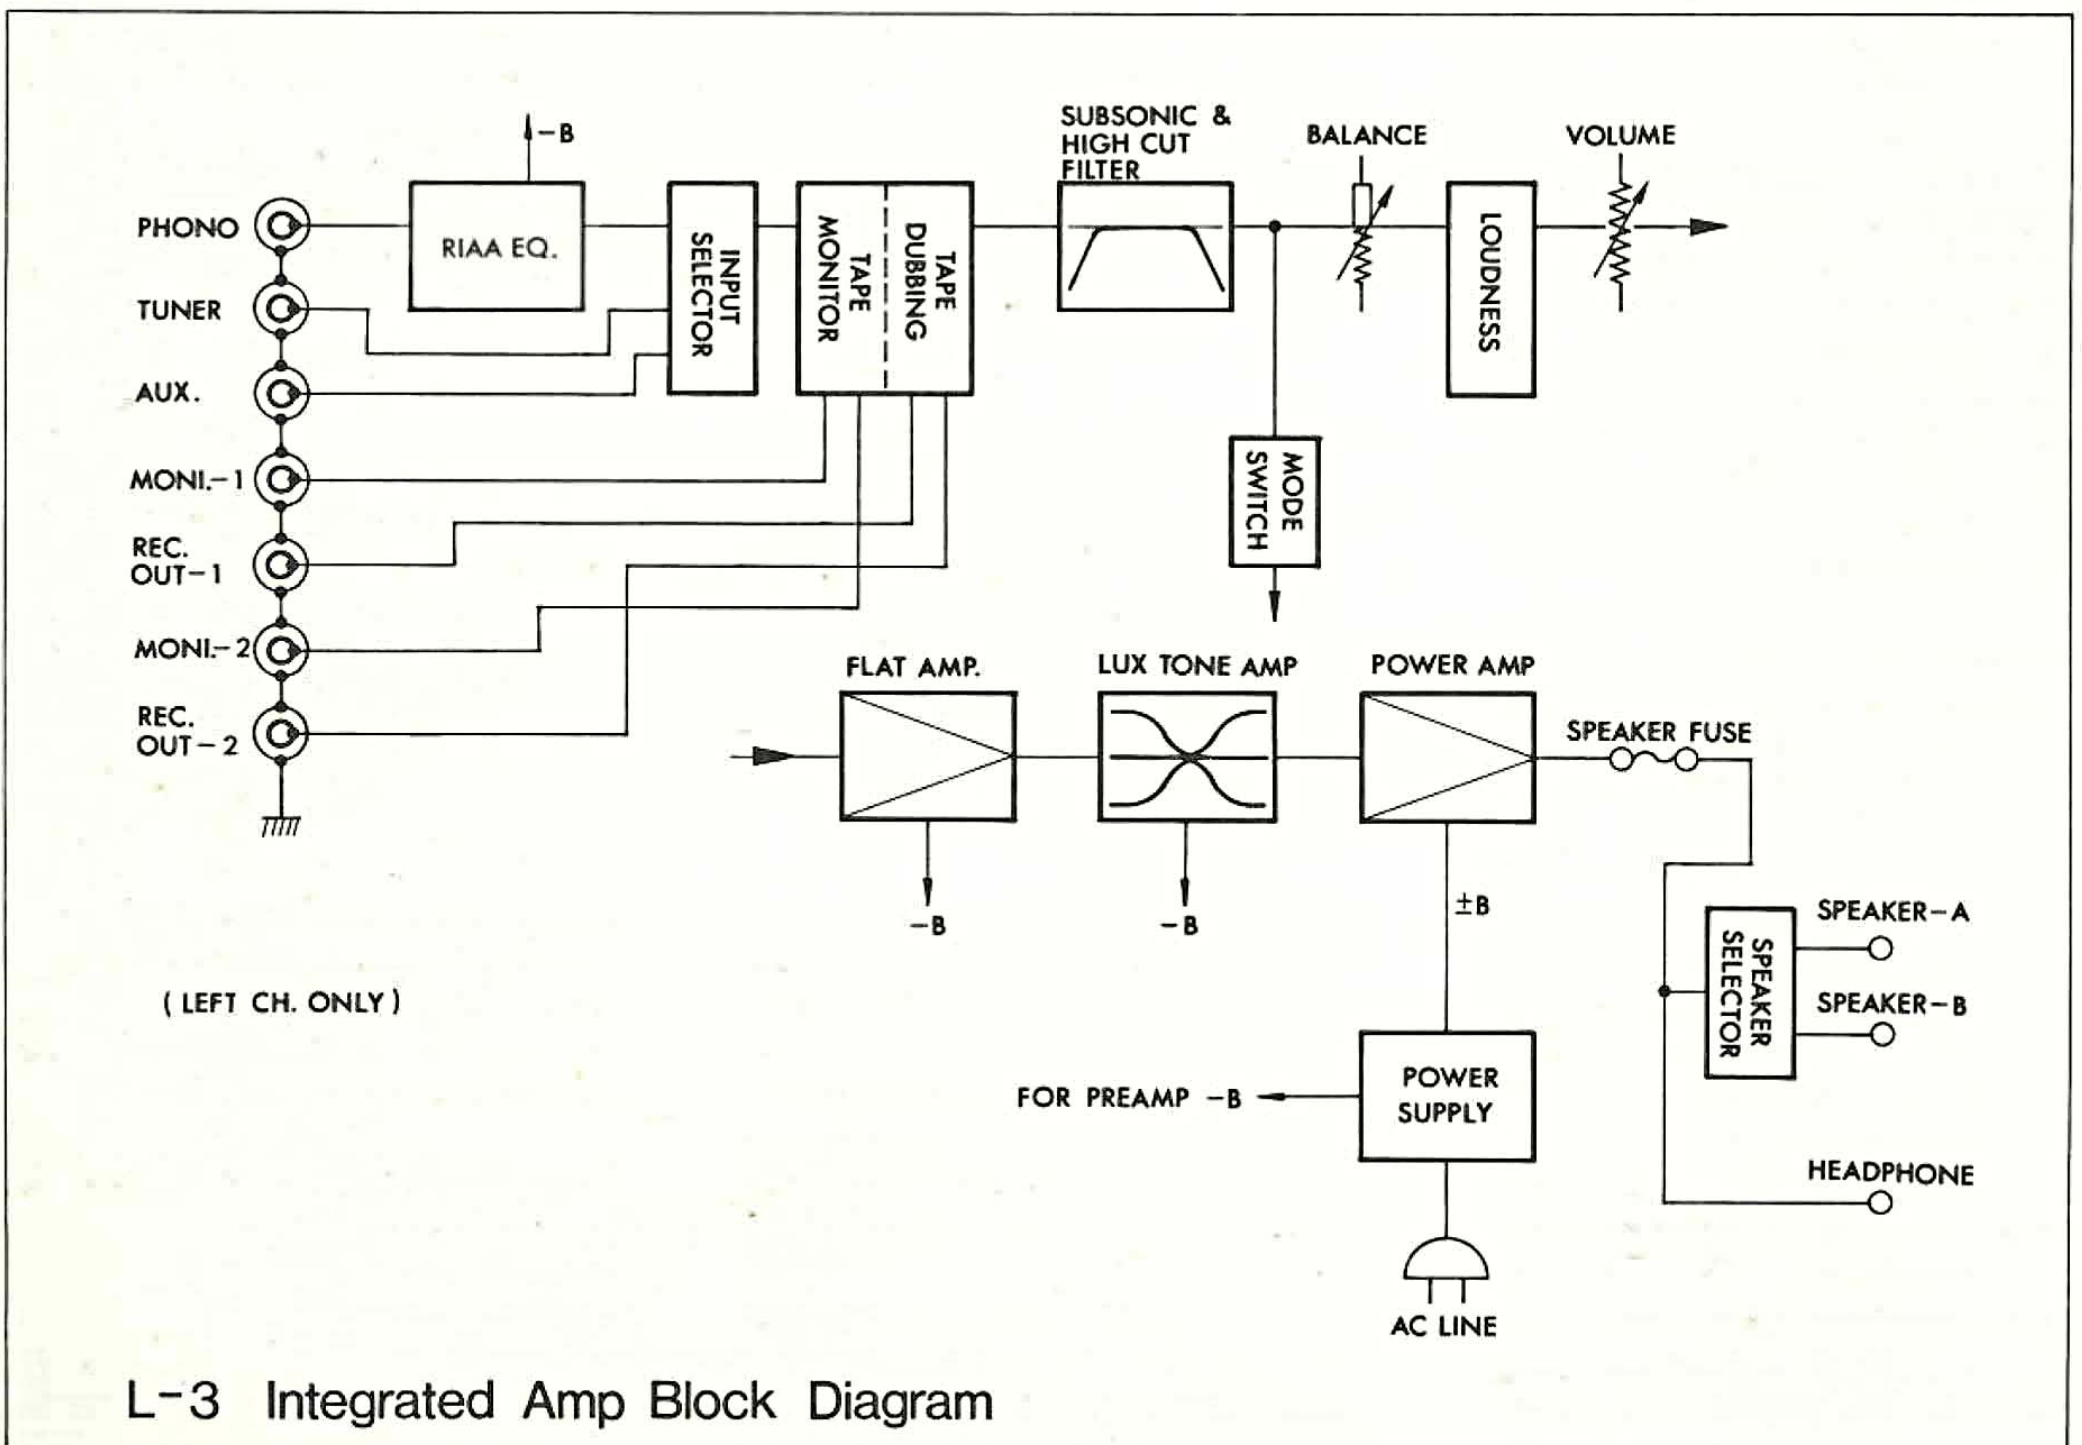 SUBSONIC &
HIGH CUT
FILTER
BALANCE
VOLUME
–B
PHONO
RIAA EQ.
INPUT
SELECTOR
TAPE
MONITOR
TAPE
DUBBING
LOUDNESS
TUNER
AUX.
MONI.–1
MODE
SWITCH
REC.
OUT–1
MONI.–2
FLAT AMP.
LUX TONE AMP
POWER AMP
REC.
OUT–2
SPEAKER FUSE
–B
–B
±B
SPEAKER–A
SPEAKER
SELECTOR
SPEAKER–B
(LEFT CH. ONLY)
FOR PREAMP –B
POWER
SUPPLY
HEADPHONE
AC LINE
L-3 Integrated Amp Block Diagram